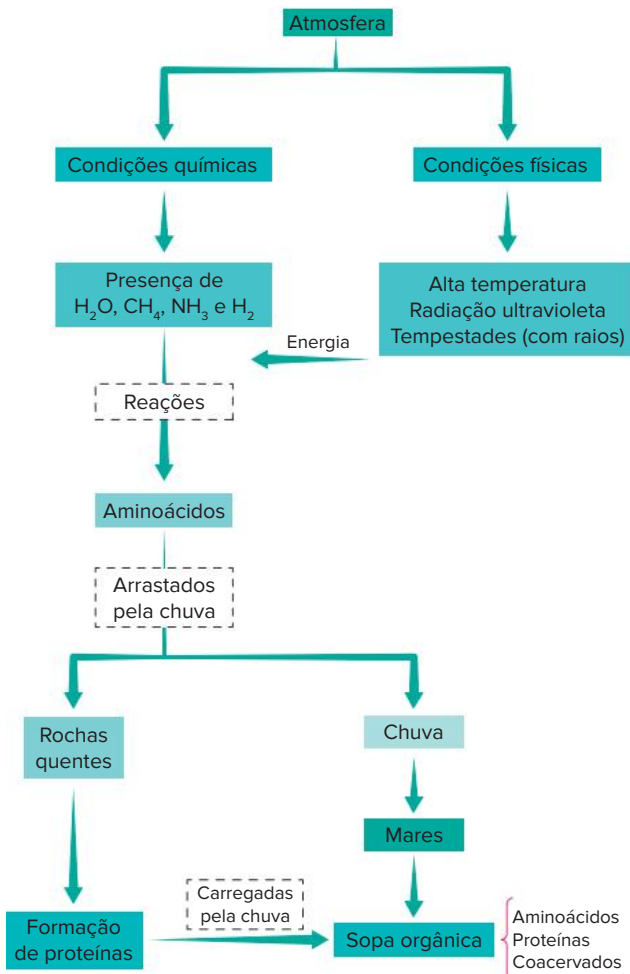 Atmosfera
Condições químicas
Condições físicas
Presença de
H₂O, CH₄, NH₃ e H₂
Alta temperatura
Radiação ultravioleta
Tempestades (com raios)
Energia
Reações
Aminoácidos
Arrastados
pela chuva
Rochas
quentes
Chuva
Mares
Formação
de proteínas
Carregadas
pela chuva
Sopa orgânica
Aminoácidos
Proteínas
Coacervados